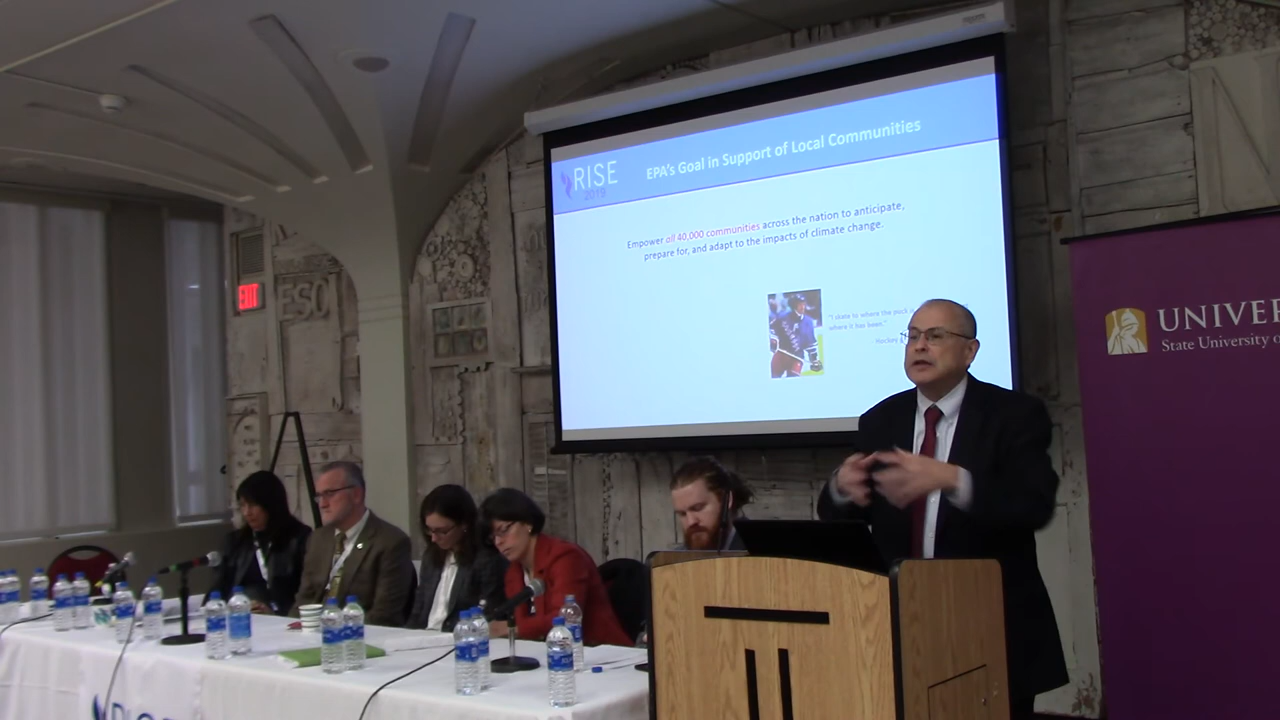 RISE
2019
EPA's Goal in Support of Local Communities
Empower all 40,000 communities across the nation to anticipate,
prepare for, and adapt to the impacts of climate change.
"I skate to where the puck
where it has been."
Hockey
EXIT
ESC
UNIVER
State University o